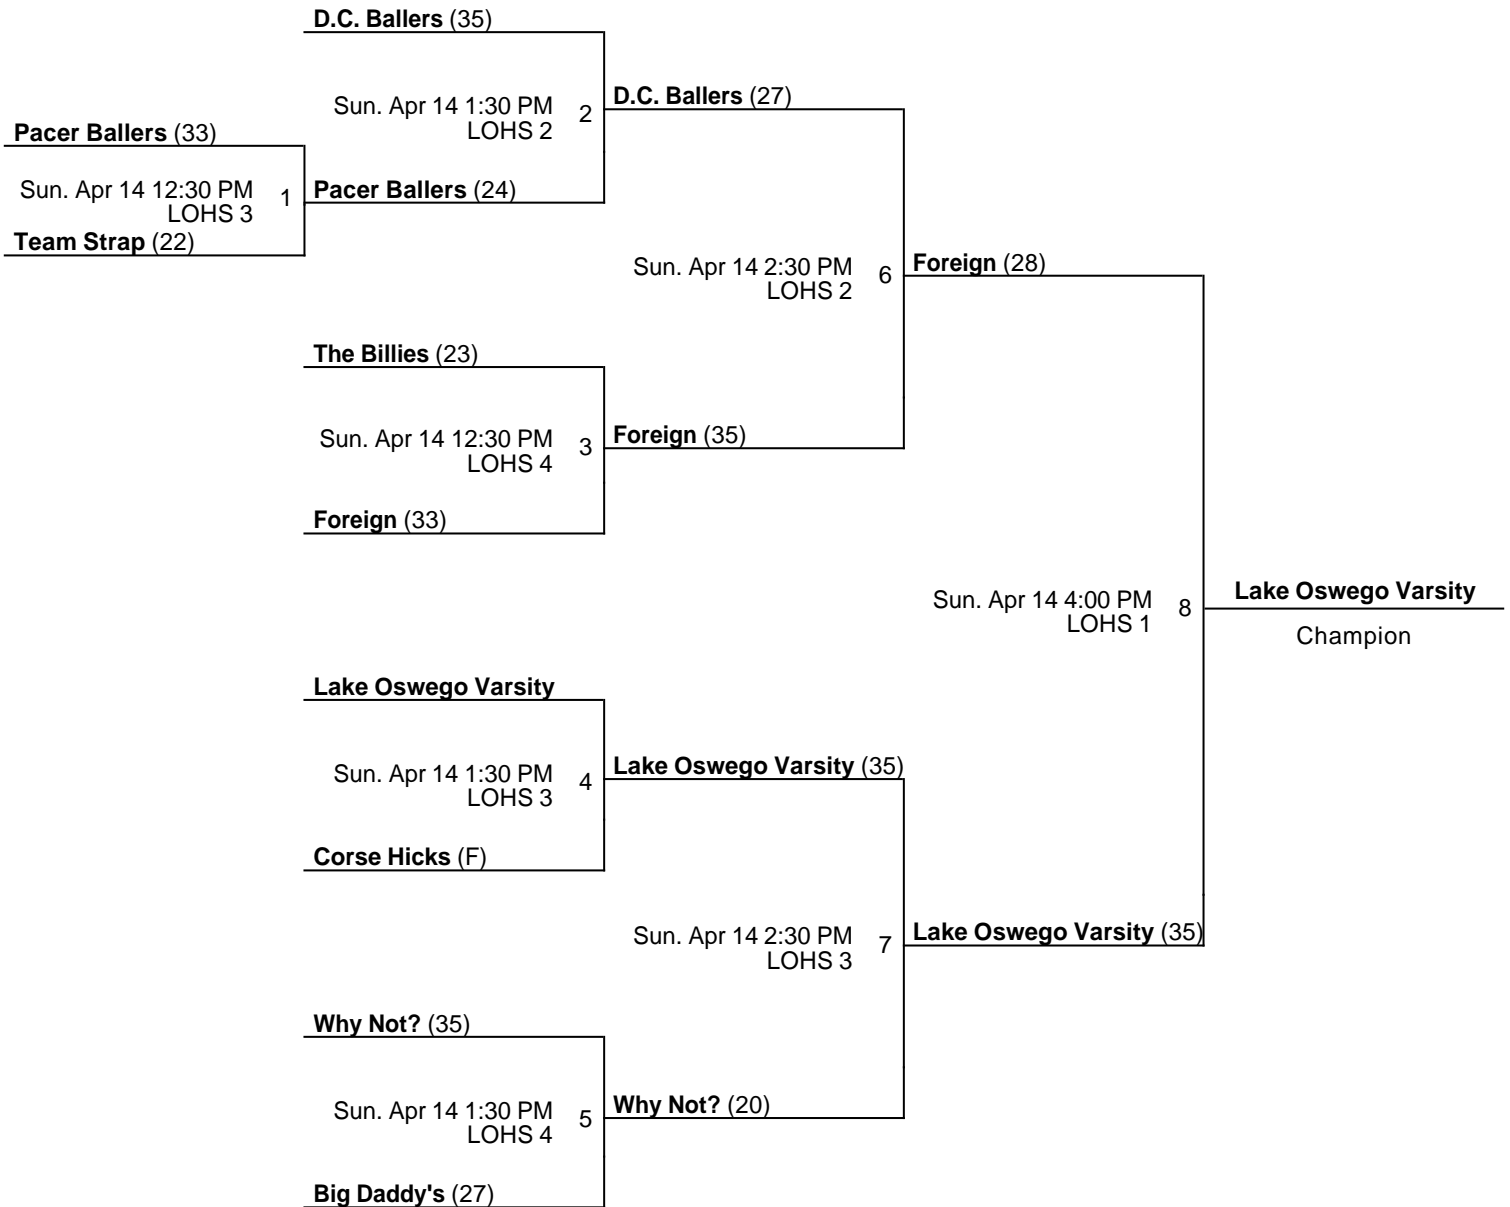 D.C. Ballers (35)
Sun. Apr 14 1:30 PM
LOHS 2
2
D.C. Ballers (27)
Pacer Ballers (33)
Sun. Apr 14 12:30 PM
LOHS 3
1
Pacer Ballers (24)
Team Strap (22)
Sun. Apr 14 2:30 PM
LOHS 2
6
Foreign (28)
The Billies (23)
Sun. Apr 14 12:30 PM
LOHS 4
3
Foreign (35)
Foreign (33)
Sun. Apr 14 4:00 PM
LOHS 1
8
Lake Oswego Varsity
Champion
Lake Oswego Varsity
Sun. Apr 14 1:30 PM
LOHS 3
4
Lake Oswego Varsity (35)
Corse Hicks (F)
Sun. Apr 14 2:30 PM
LOHS 3
7
Lake Oswego Varsity (35)
Why Not? (35)
Sun. Apr 14 1:30 PM
LOHS 4
5
Why Not? (20)
Big Daddy's (27)